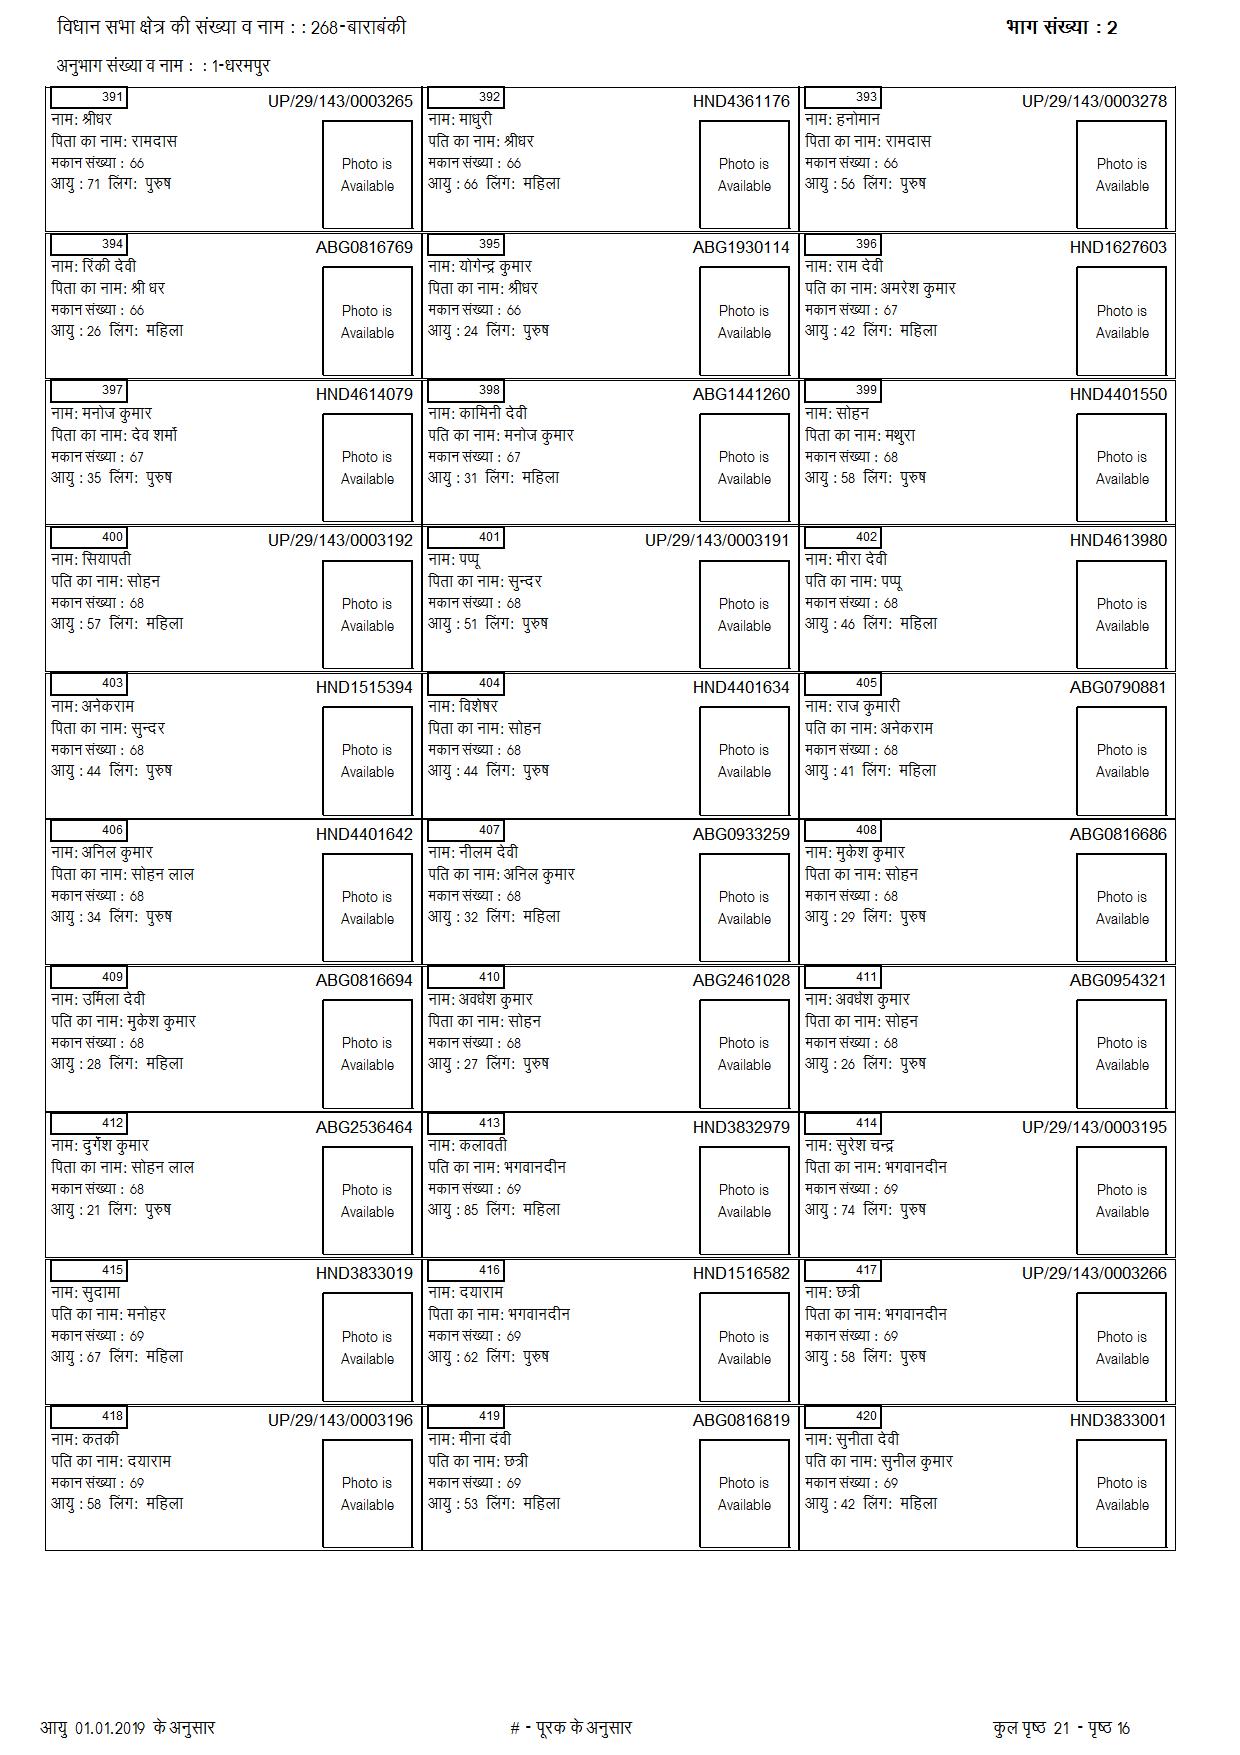 विधान सभा क्षेत्र की संख्या व नाम : : 268-बाराबंकी
भाग संख्या : 2
अनुभाग संख्या व नाम : : 1-धरमपुर
391 UP/29/143/0003265
नाम: श्रीधर
पिता का नाम: रामदास
मकान संख्या : 66
आयु : 71 लिंग: पुरुष
Photo is
Available
392 HND4361176
नाम: माधुरी
पति का नाम: श्रीधर
मकान संख्या : 66
आयु : 66 लिंग: महिला
Photo is
Available
393 UP/29/143/0003278
नाम: हनोमान
पिता का नाम: रामदास
मकान संख्या : 66
आयु : 56 लिंग: पुरुष
Photo is
Available
394 ABG0816769
नाम: रिंकी देवी
पिता का नाम: श्री धर
मकान संख्या : 66
आयु : 26 लिंग: महिला
Photo is
Available
395 ABG1930114
नाम: योगेन्द्र कुमार
पिता का नाम: श्रीधर
मकान संख्या : 66
आयु : 24 लिंग: पुरुष
Photo is
Available
396 HND1627603
नाम: राम देवी
पति का नाम: अमरेश कुमार
मकान संख्या : 67
आयु : 42 लिंग: महिला
Photo is
Available
397 HND4614079
नाम: मनोज कुमार
पिता का नाम: देव शर्मा
मकान संख्या : 67
आयु : 35 लिंग: पुरुष
Photo is
Available
398 ABG1441260
नाम: कामिनी देवी
पति का नाम: मनोज कुमार
मकान संख्या : 67
आयु : 31 लिंग: महिला
Photo is
Available
399 HND4401550
नाम: सोहन
पिता का नाम: मथुरा
मकान संख्या : 68
आयु : 58 लिंग: पुरुष
Photo is
Available
400 UP/29/143/0003192
नाम: सियापती
पति का नाम: सोहन
मकान संख्या : 68
आयु : 57 लिंग: महिला
Photo is
Available
401 UP/29/143/0003191
नाम: पप्पू
पिता का नाम: सुन्दर
मकान संख्या : 68
आयु : 51 लिंग: पुरुष
Photo is
Available
402 HND4613980
नाम: मीरा देवी
पति का नाम: पप्पू
मकान संख्या : 68
आयु : 46 लिंग: महिला
Photo is
Available
403 HND1515394
नाम: अनेकराम
पिता का नाम: सुन्दर
मकान संख्या : 68
आयु : 44 लिंग: पुरुष
Photo is
Available
404 HND4401634
नाम: विशेषर
पिता का नाम: सोहन
मकान संख्या : 68
आयु : 44 लिंग: पुरुष
Photo is
Available
405 ABG0790881
नाम: राज कुमारी
पति का नाम: अनेकराम
मकान संख्या : 68
आयु : 41 लिंग: महिला
Photo is
Available
406 HND4401642
नाम: अनिल कुमार
पिता का नाम: सोहन लाल
मकान संख्या : 68
आयु : 34 लिंग: पुरुष
Photo is
Available
407 ABG0933259
नाम: नीलम देवी
पति का नाम: अनिल कुमार
मकान संख्या : 68
आयु : 32 लिंग: महिला
Photo is
Available
408 ABG0816686
नाम: मुकेश कुमार
पिता का नाम: सोहन
मकान संख्या : 68
आयु : 29 लिंग: पुरुष
Photo is
Available
409 ABG0816694
नाम: उर्मिला देवी
पति का नाम: मुकेश कुमार
मकान संख्या : 68
आयु : 28 लिंग: महिला
Photo is
Available
410 ABG2461028
नाम: अवधेश कुमार
पिता का नाम: सोहन
मकान संख्या : 68
आयु : 27 लिंग: पुरुष
Photo is
Available
411 ABG0954321
नाम: अवधेश कुमार
पिता का नाम: सोहन
मकान संख्या : 68
आयु : 26 लिंग: पुरुष
Photo is
Available
412 ABG2536464
नाम: दुर्गेश कुमार
पिता का नाम: सोहन लाल
मकान संख्या : 68
आयु : 21 लिंग: पुरुष
Photo is
Available
413 HND3832979
नाम: कलावती
पति का नाम: भगवानदीन
मकान संख्या : 69
आयु : 85 लिंग: महिला
Photo is
Available
414 UP/29/143/0003195
नाम: सुरेश चन्द्र
पिता का नाम: भगवानदीन
मकान संख्या : 69
आयु : 74 लिंग: पुरुष
Photo is
Available
415 HND3833019
नाम: सुदामा
पति का नाम: मनोहर
मकान संख्या : 69
आयु : 67 लिंग: महिला
Photo is
Available
416 HND1516582
नाम: दयाराम
पिता का नाम: भगवानदीन
मकान संख्या : 69
आयु : 62 लिंग: पुरुष
Photo is
Available
417 UP/29/143/0003266
नाम: छत्री
पिता का नाम: भगवानदीन
मकान संख्या : 69
आयु : 58 लिंग: पुरुष
Photo is
Available
418 UP/29/143/0003196
नाम: कतकी
पति का नाम: दयाराम
मकान संख्या : 69
आयु : 58 लिंग: महिला
Photo is
Available
419 ABG0816819
नाम: मीना दंवी
पति का नाम: छत्री
मकान संख्या : 69
आयु : 53 लिंग: महिला
Photo is
Available
420 HND3833001
नाम: सुनीता देवी
पति का नाम: सुनील कुमार
मकान संख्या : 69
आयु : 42 लिंग: महिला
Photo is
Available
आयु 01.01.2019 के अनुसार
# - पूरक के अनुसार
कुल पृष्ठ 21 - पृष्ठ 16